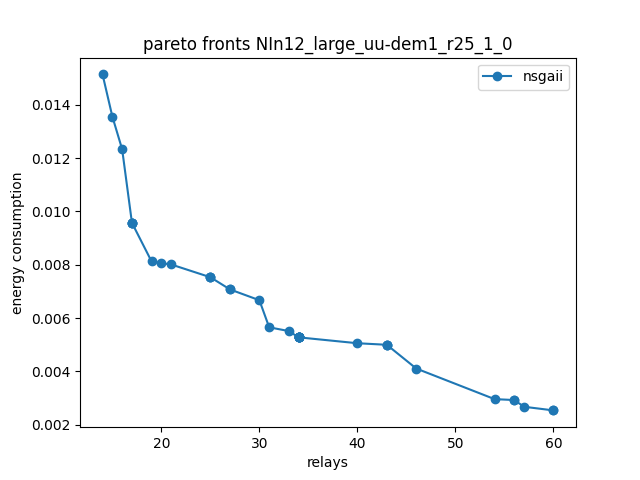 pareto fronts NIn12_large_uu-dem1_r25_1_0
nsgaii
energy consumption
0.014
0.012
0.010
0.008
0.006
0.004
0.002
20 30 40 50 60
relays